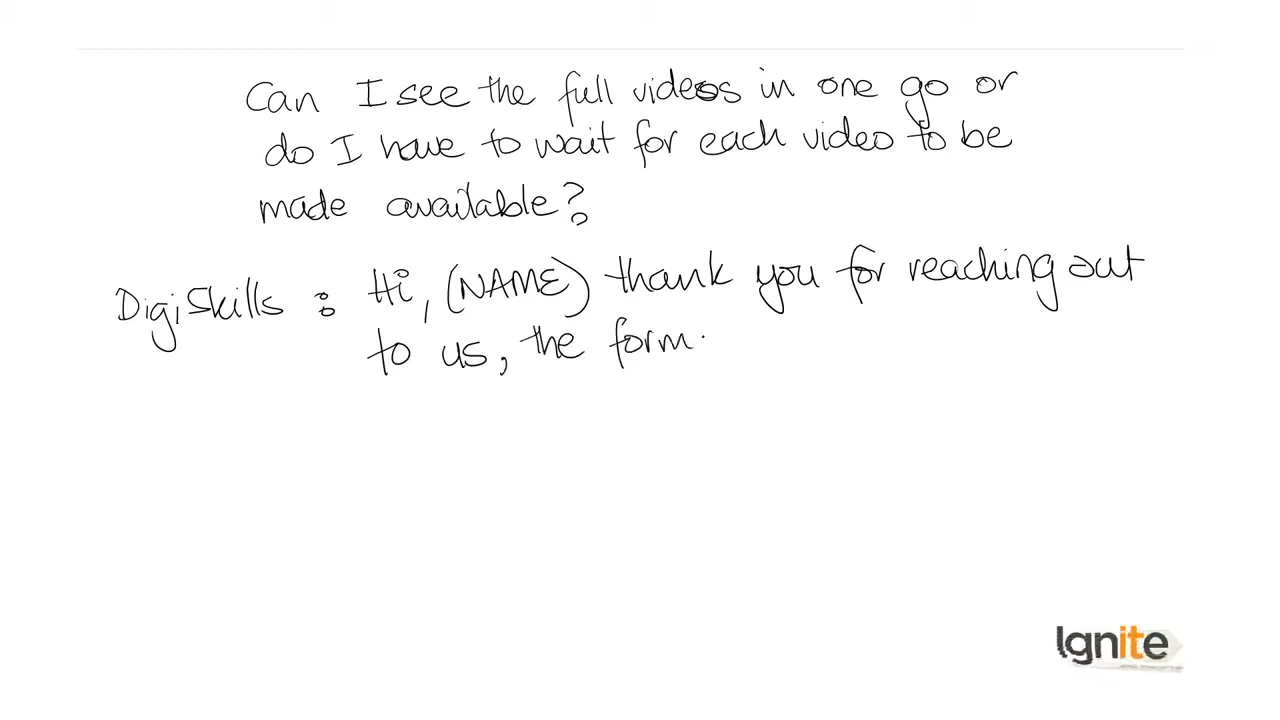 Can I see the full videos in one go or
do I have to wait for each video to be
made available?
DigiSkills : Hi, (NAME) thank you for reaching out
to us, the form
Ignite